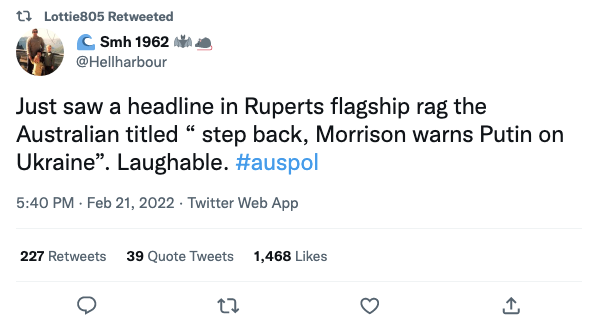 Lottie805 Retweeted
🌊 Smh 1962 🦇🐀
@Hellharbour
Just saw a headline in Ruperts flagship rag the
Australian titled “ step back, Morrison warns Putin on
Ukraine”. Laughable. #auspol
5:40 PM · Feb 21, 2022 · Twitter Web App
227 Retweets 39 Quote Tweets 1,468 Likes